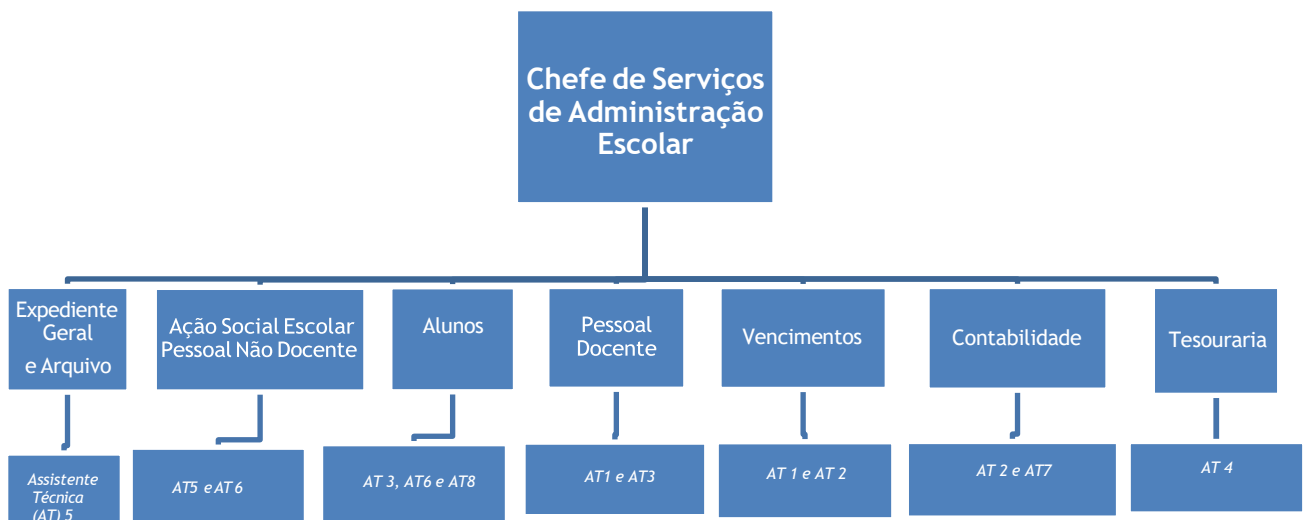 Chefe de Serviços
de Administração
Escolar
Expediente
Geral
e Arquivo
Ação Social Escolar
Pessoal Não Docente
Alunos
Pessoal
Docente
Vencimentos
Contabilidade
Tesouraria
Assistente
Técnica
(AT) 5
AT5 e AT 6
AT 3, AT6 e AT8
AT1 e AT3
AT 1 e AT 2
AT 2 e AT7
AT 4